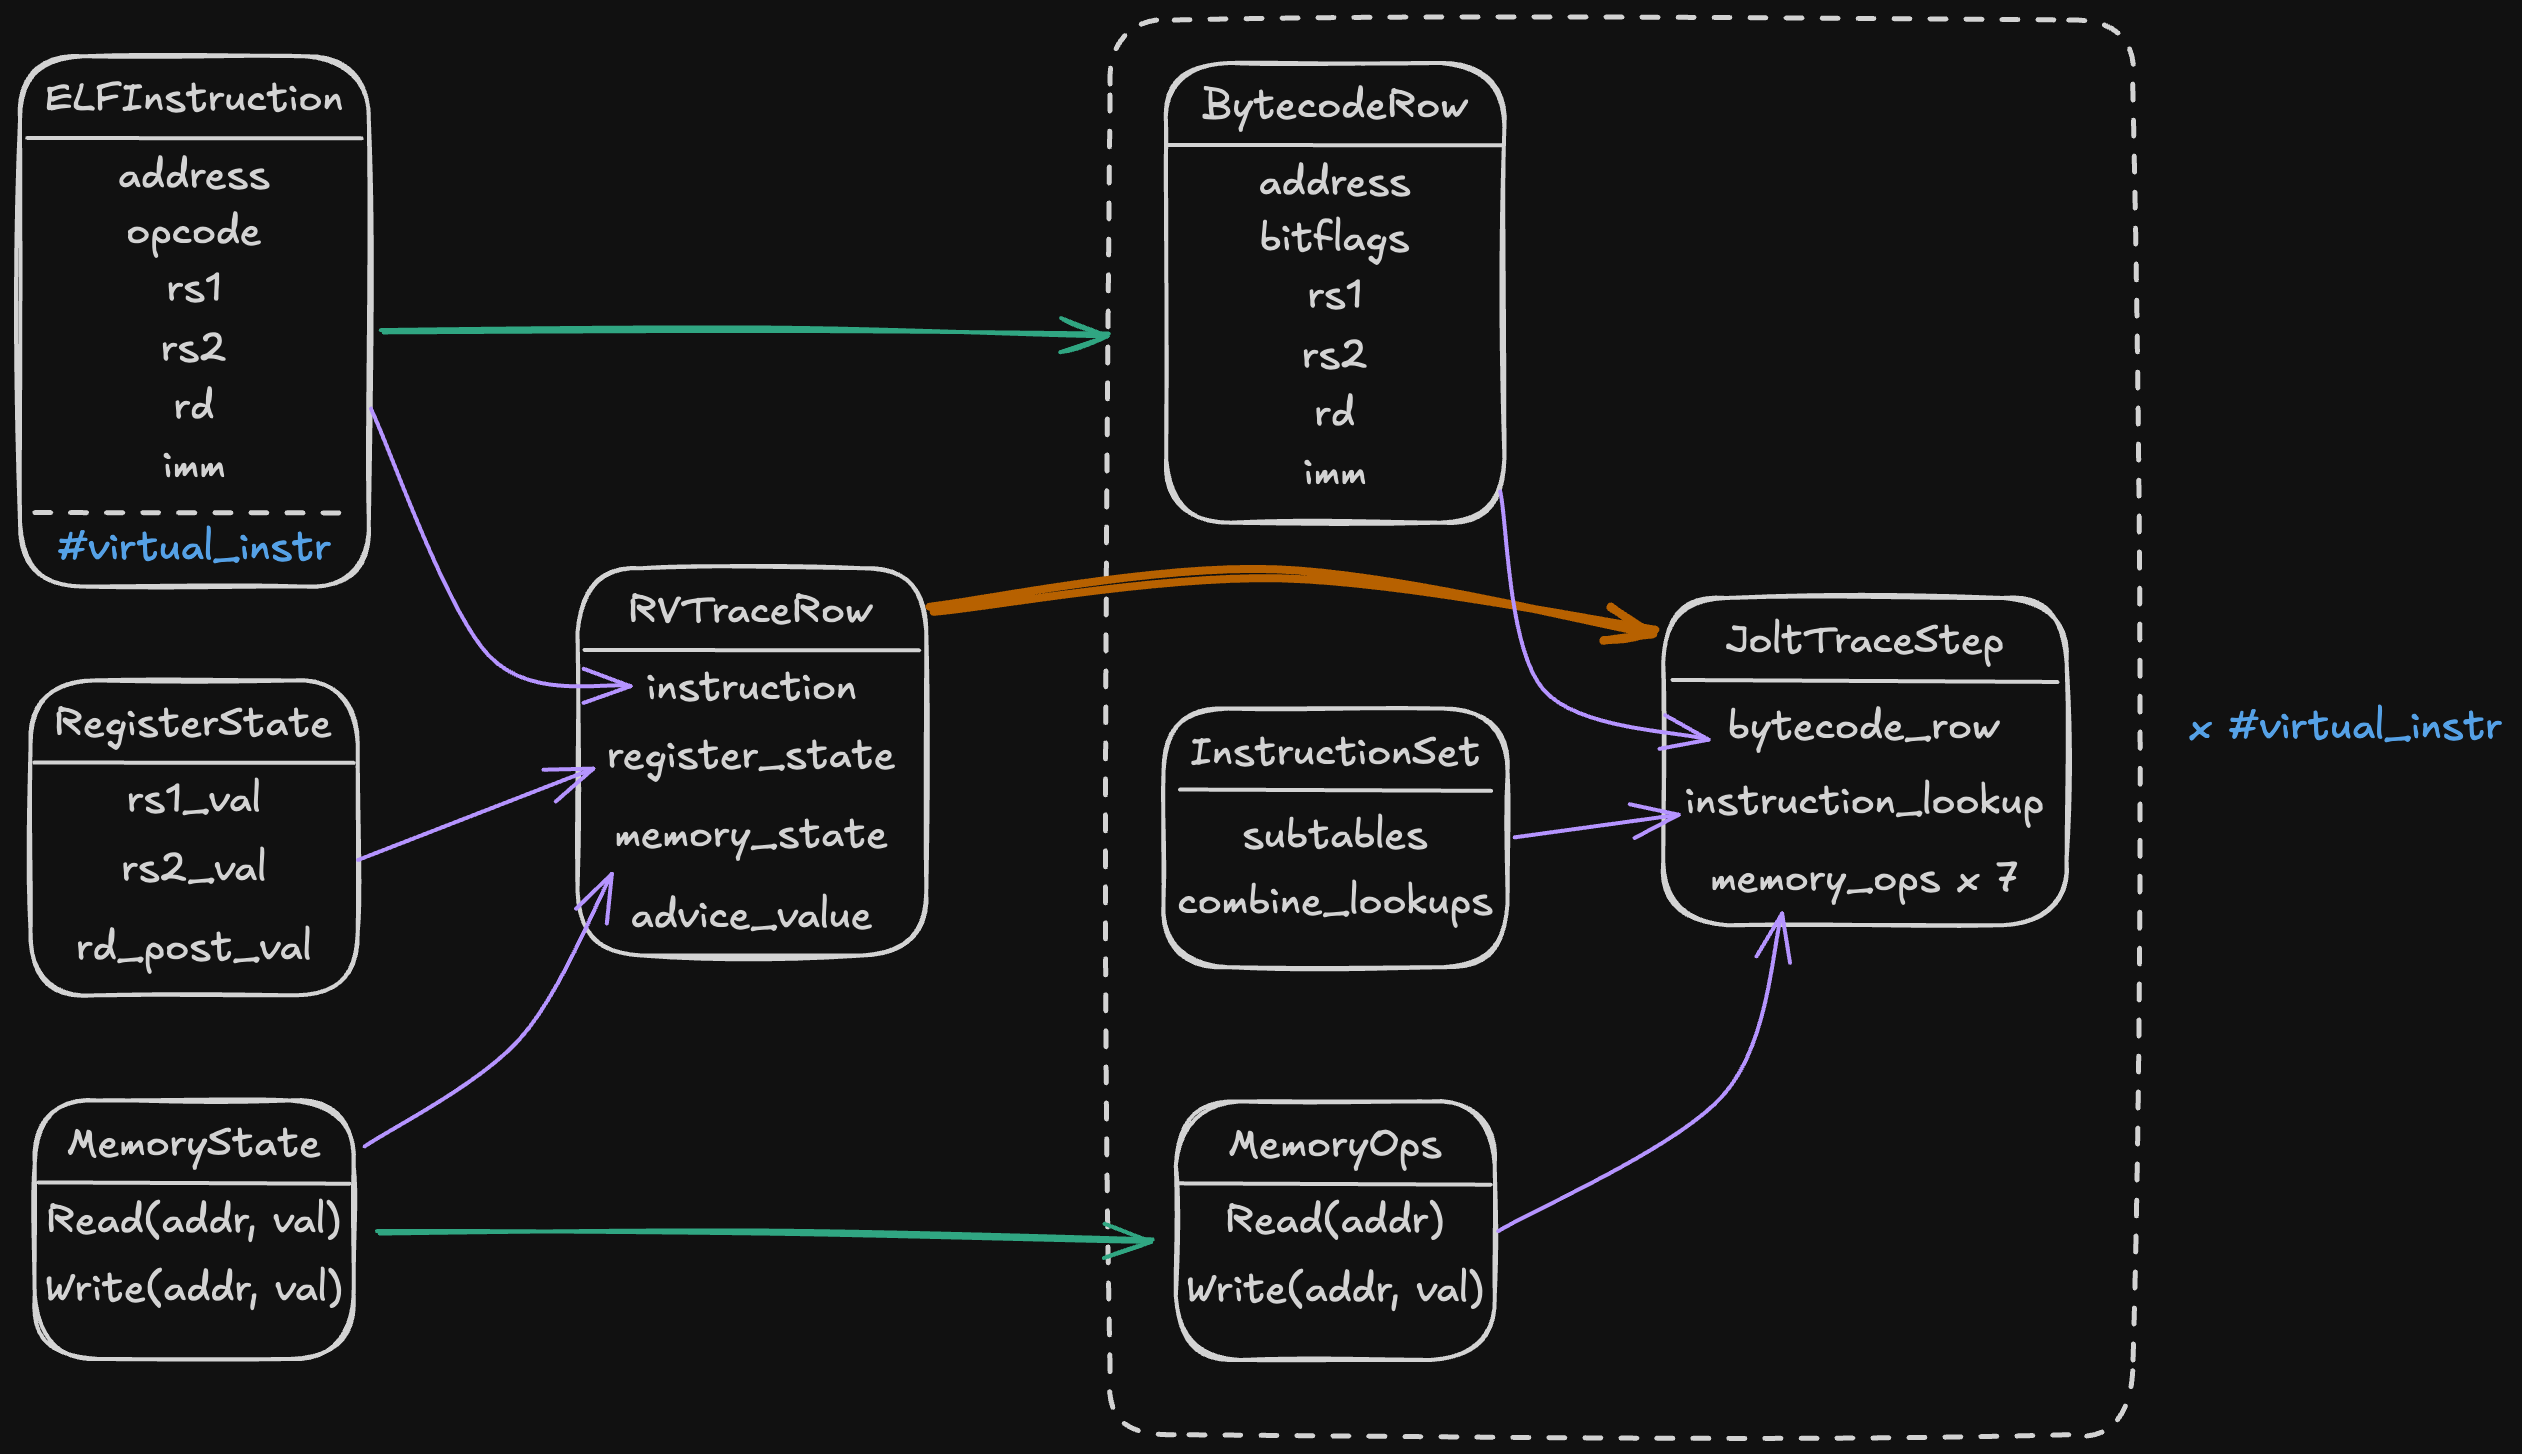 ELFInstruction
address
opcode
rs1
rs2
rd
imm
#virtual_instr
RegisterState
rs1_val
rs2_val
rd_post_val
MemoryState
Read(addr, val)
Write(addr, val)
RVTraceRow
instruction
register_state
memory_state
advice_value
BytecodeRow
address
bitflags
rs1
rs2
rd
imm
InstructionSet
subtables
combine_lookups
MemoryOps
Read(addr)
Write(addr, val)
JoltTraceStep
bytecode_row
instruction_lookup
memory_ops x 7
x #virtual_instr